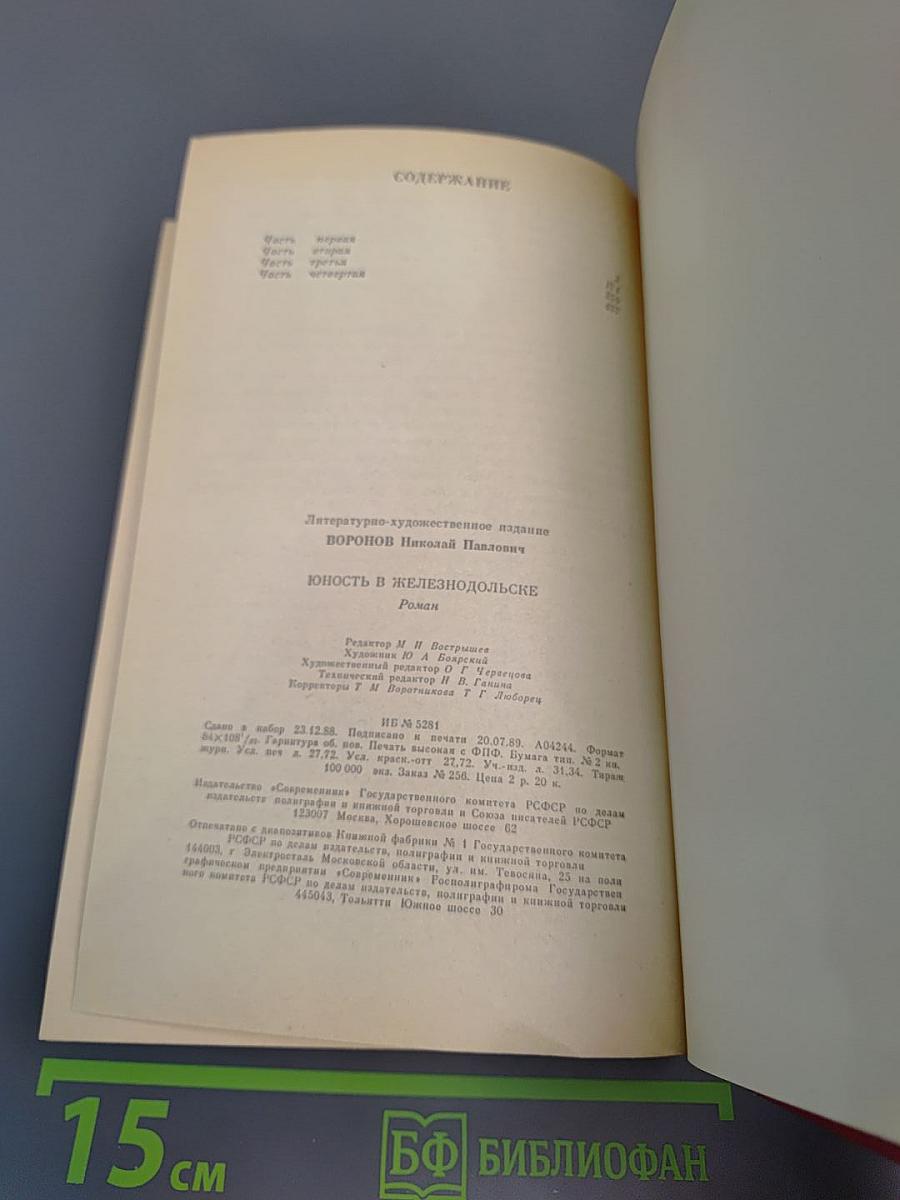 СОДЕРЖАНИЕ
Часть первая
Часть вторая
Часть третья
Часть четвертая
Литературно-художественное издание
ВОРОНОВ Николай Павлович
ЮНОСТЬ В ЖЕЛЕЗНОДОЛЬСКЕ
Роман
Редактор М И Вострышев
Художник Ю А Боярский
Художественный редактор О Г Червецова
Технический редактор Н В. Ганина
Корректоры Т М Воротникова Т Г Люборец
ИБ № 5281
Сдано в набор 23.12.88. Подписано к печати 20.07.89. А04244. Формат
84×108¹/₃₂. Гарнитура об. нов. Печать высокая с ФПФ. Бумага тип. № 2 кн.
журн. Усл. печ л. 27,72. Усл. краск.-отт 27,72. Уч.-изд. л. 31,34. Тираж
100 000 экз. Заказ № 256. Цена 2 р. 20 к.
Издательство «Современник» Государственного комитета РСФСР по делам
издательств полиграфии и книжной торговли и Союза писателей РСФСР
123007 Москва, Хорошевское шоссе 62
Отпечатано с диапозитивов Книжной фабрики № 1 Государственного комитета
РСФСР по делам издательств, полиграфии и книжной торговли
144003, г Электросталь Московской области, ул. им. Тевосяна, 25 на поли
графическом предприятии «Современник» Росполиграфпрома Государствен
ного комитета РСФСР по делам издательств, полиграфии и книжной торговли
445043, Тольятти Южное шоссе 30
15 см
БФ БИБЛИОФАН